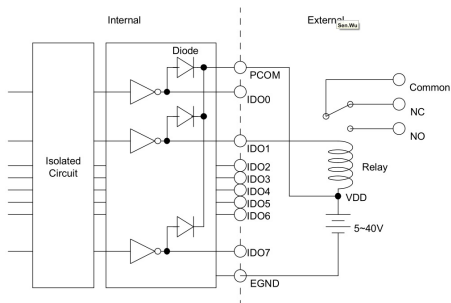 Internal
External
Sen.Wu
Diode
PCOM
IDO0
Common
NC
NO
IDO1
Isolated
Circuit
IDO2
IDO3
IDO4
IDO5
IDO6
Relay
VDD
5~40V
IDO7
EGND